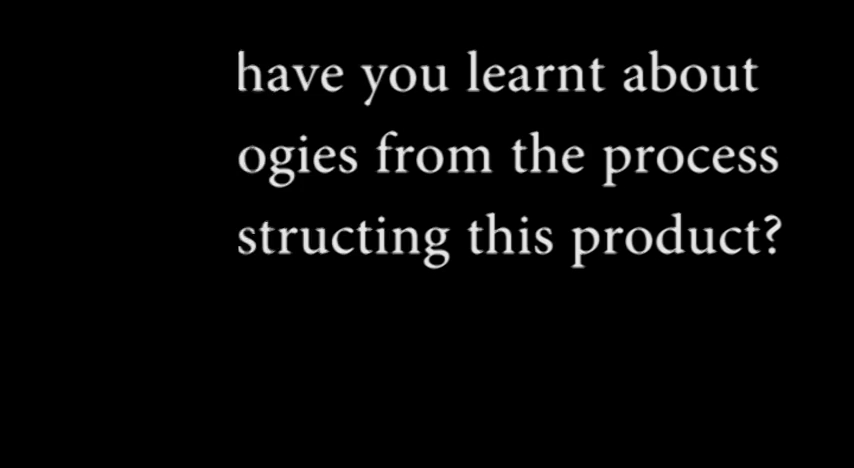 have you learnt about
ogies from the process
structing this product?